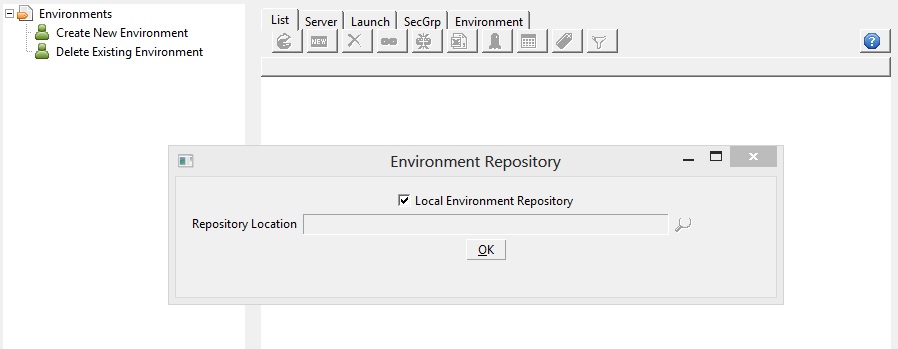 Environments
Create New Environment
Delete Existing Environment
List Server Launch SecGrp Environment
NEW
?
Environment Repository
Local Environment Repository
Repository Location
OK